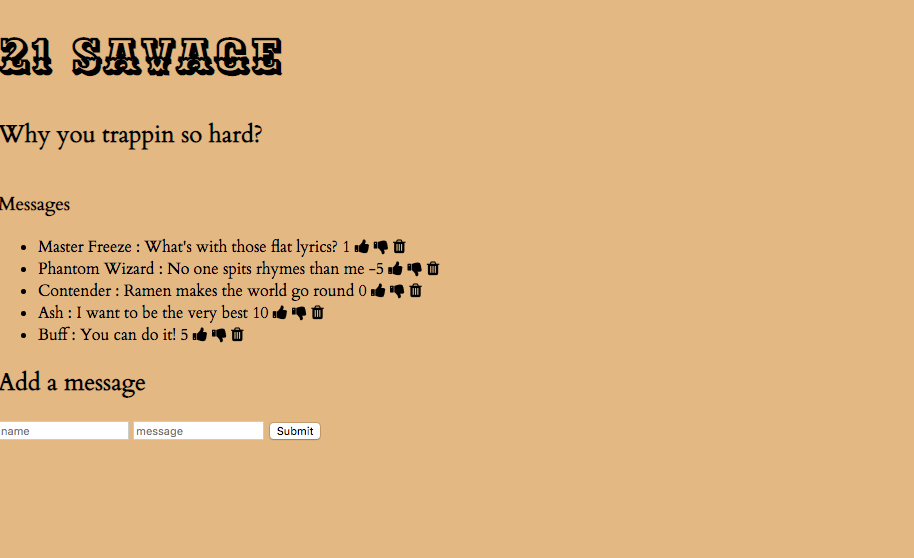 21 SAVAGE
Why you trappin so hard?
Messages
Master Freeze : What's with those flat lyrics? 1
Phantom Wizard : No one spits rhymes than me -5
Contender : Ramen makes the world go round 0
Ash : I want to be the very best 10
Buff : You can do it! 5
Add a message
name message Submit